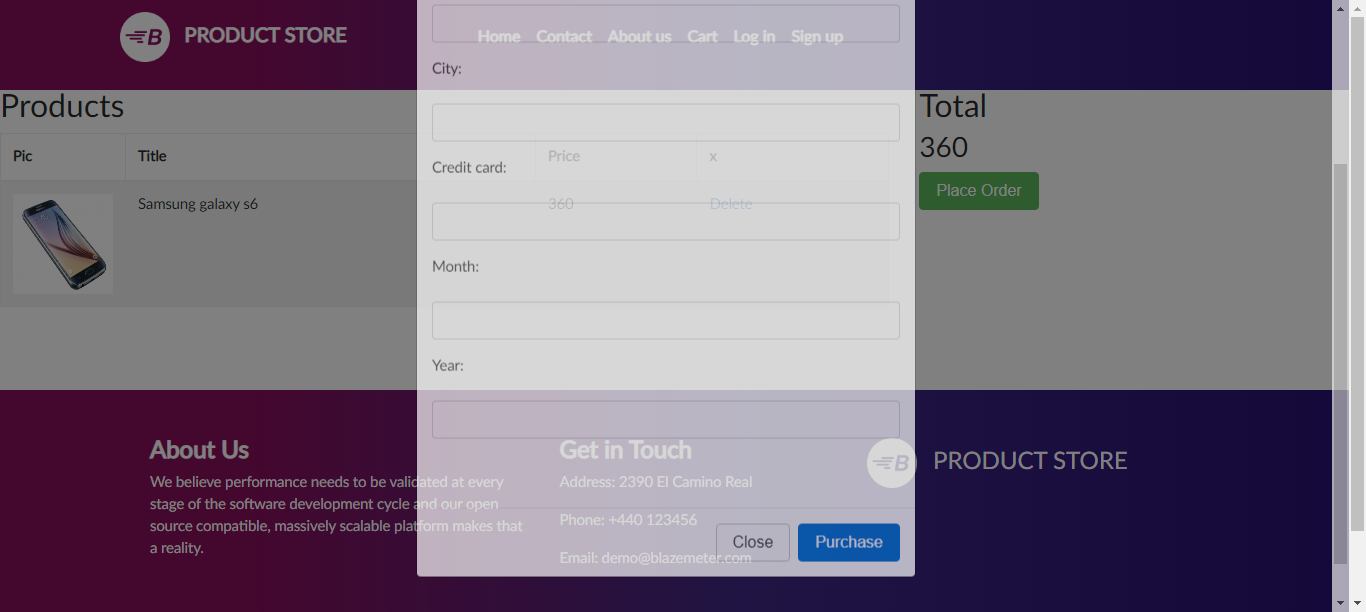 PRODUCT STORE
Home Contact About us Cart Log in Sign up
City:
Products
Total
360
Pic Title Price x
Credit card:
Place Order
Samsung galaxy s6 360 Delete
Month:
Year:
About Us
We believe performance needs to be validated at every
stage of the software development cycle and our open
source compatible, massively scalable platform makes that
a reality.
Get in Touch
Address: 2390 El Camino Real
Phone: +440 123456
Email: demo@blazemeter.com
B PRODUCT STORE
Close Purchase